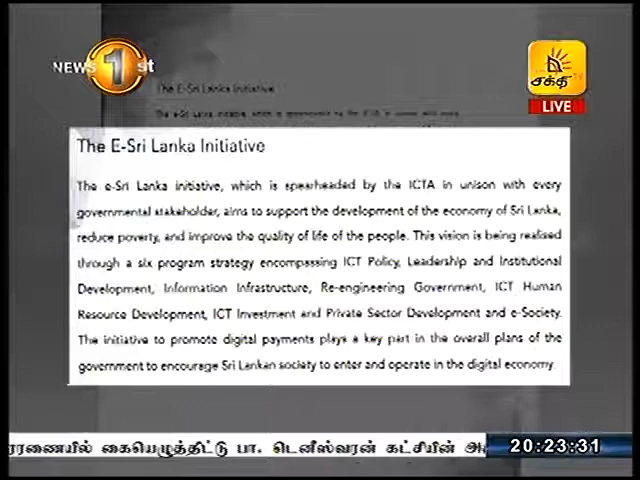 NEWS 1st
சக்தி TV
LIVE
The E-Sri Lanka Initiative
The E-Sri Lanka Initiative
The e-Sri Lanka initiative, which is spearheaded by the ICTA in unison with every
governmental stakeholder, aims to support the development of the economy of Sri Lanka,
reduce poverty, and improve the quality of life of the people. This vision is being realised
through a six program strategy encompassing ICT Policy, Leadership and Institutional
Development, Information Infrastructure, Re-engineering Government, ICT Human
Resource Development, ICT Investment and Private Sector Development and e-Society.
The initiative to promote digital payments plays a key part in the overall plans of the
government to encourage Sri Lankan society to enter and operate in the digital economy.
கையெழுத்திட்டு பா. டெனீஸ்வரன் கட்சியின்
20:23:31